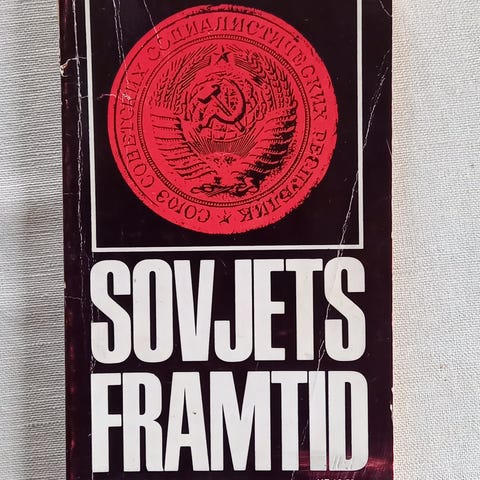 СОЮЗ СОВЕТСКИХ СОЦИАЛИСТИЧЕСКИХ РЕСПУБЛИК
SOVJETS
FRAMTID